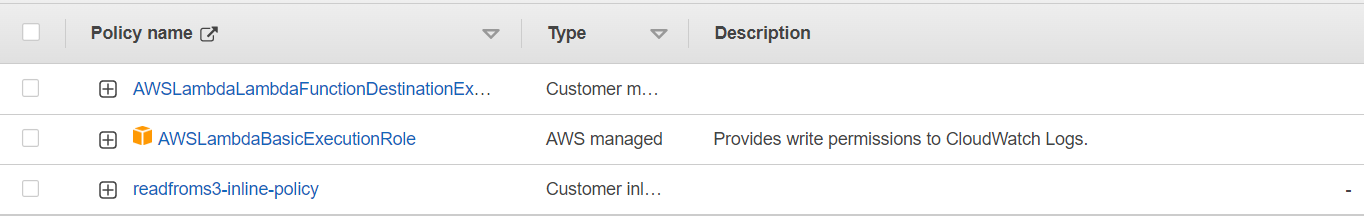 Policy name Type Description
AWSLambdaLambdaFunctionDestinationEx… Customer m…
AWSLambdaBasicExecutionRole AWS managed Provides write permissions to CloudWatch Logs.
readfroms3-inline-policy Customer inl… -